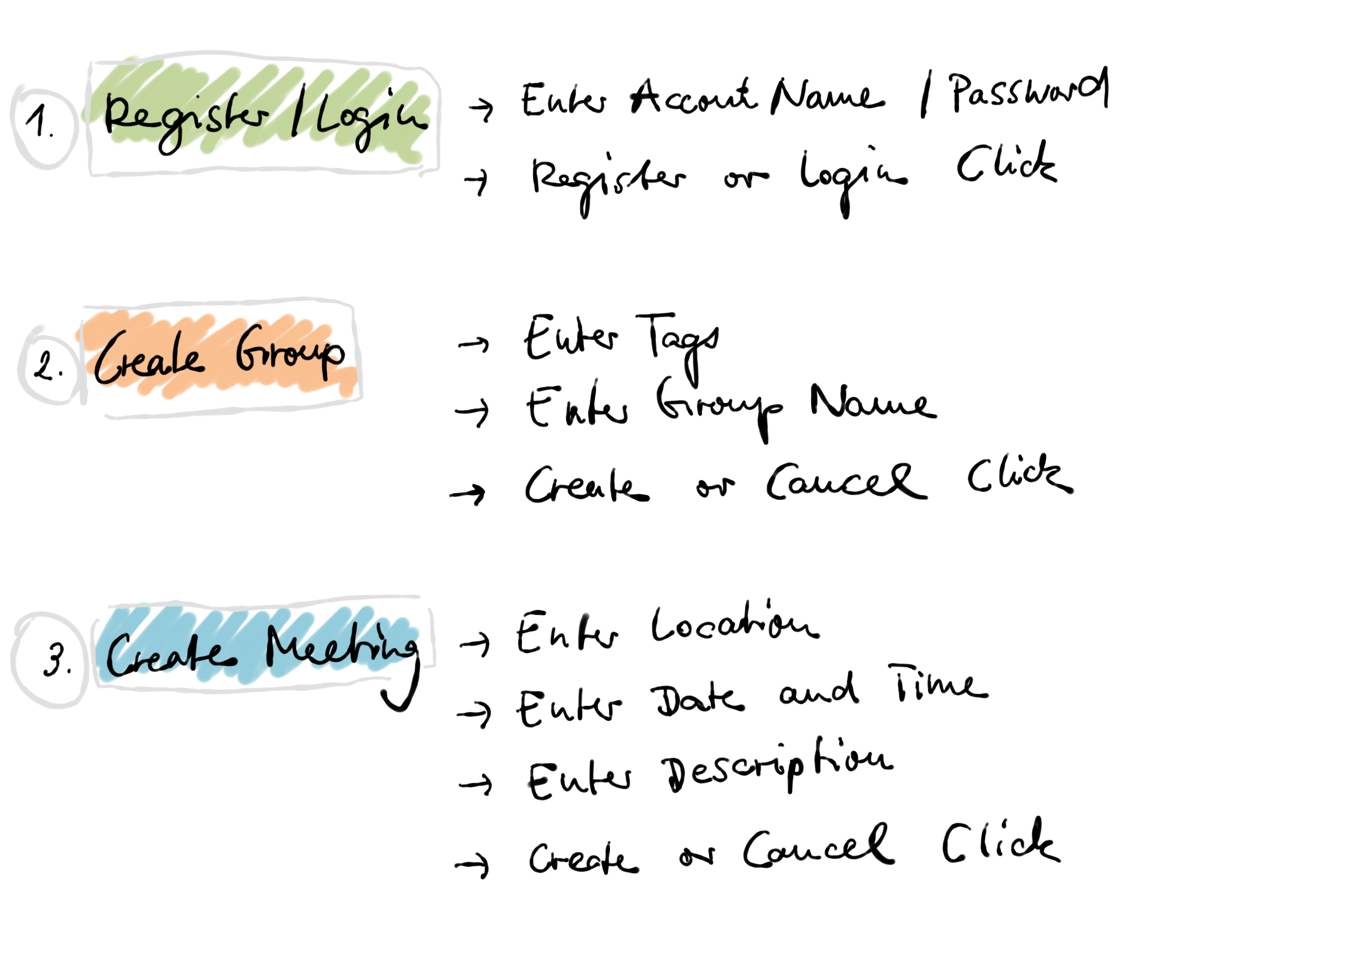 1. Register / Login → Enter Accout Name / Password
→ Register or Login Click
2. Create Group → Enter Tags
→ Enter Group Name
→ Create or Cancel Click
3. Create Meeting → Enter Location
→ Enter Date and Time
→ Enter Description
→ Create or Cancel Click